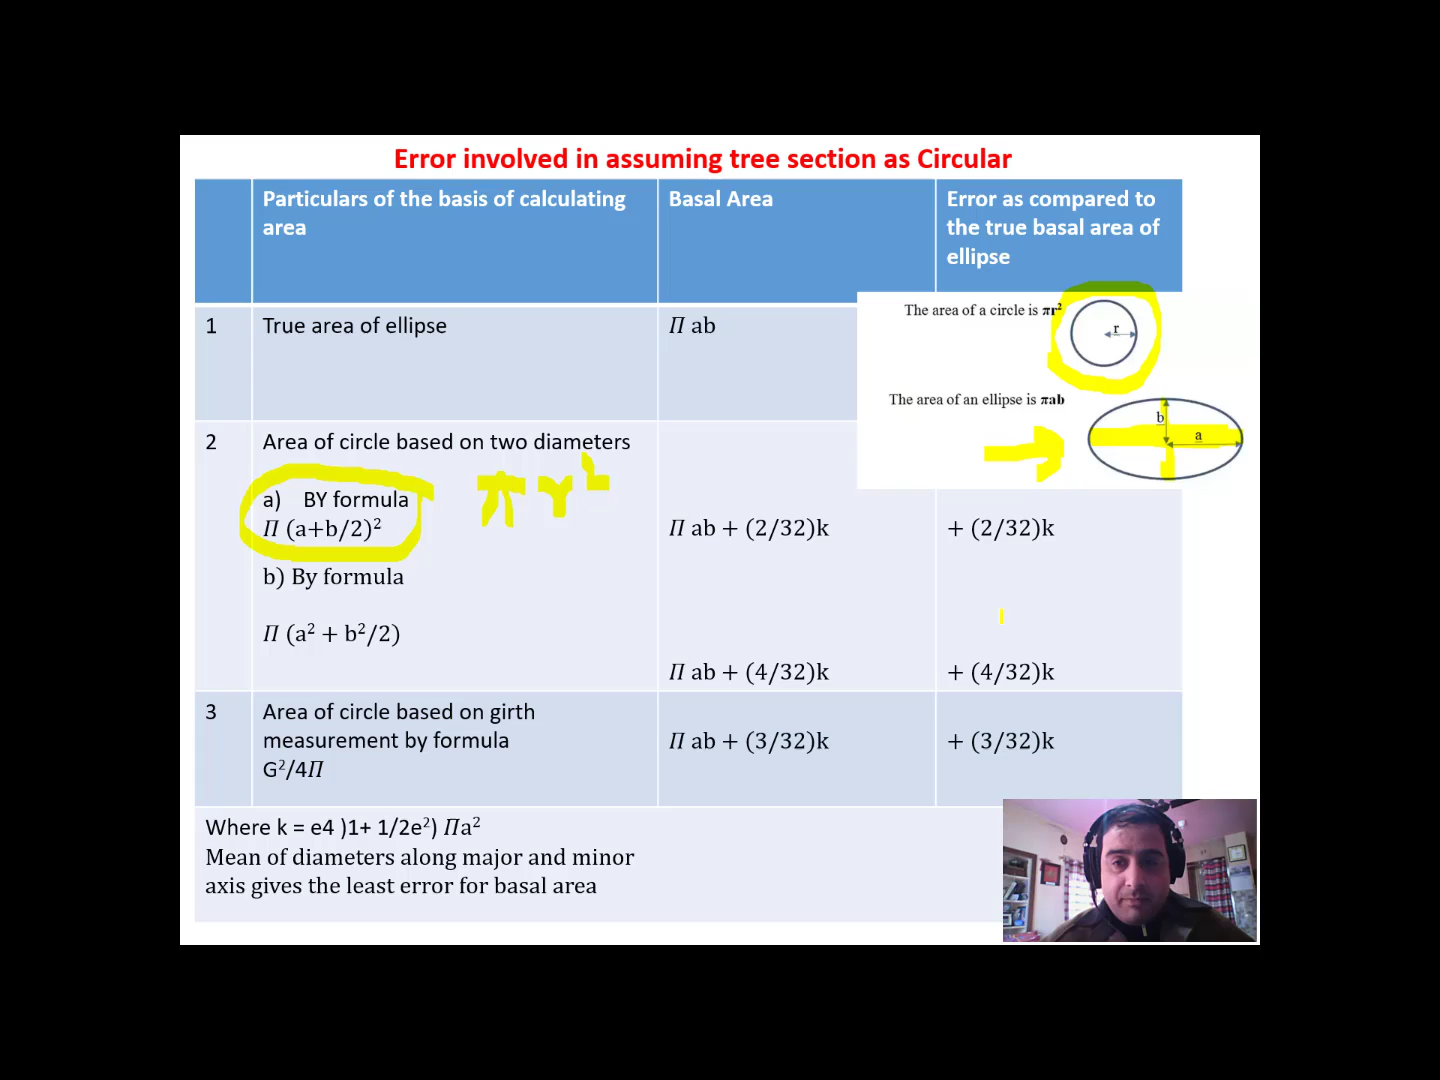 Error involved in assuming tree section as Circular
Particulars of the basis of calculating
area
Basal Area
Error as compared to
the true basal area of
ellipse
1
True area of ellipse
𝛱 ab
The area of a circle is πr²
r
The area of an ellipse is πab
b
a
2
Area of circle based on two diameters
a) BY formula
𝛱 (a+b/2)²
π r²
𝛱 ab + (2/32)k
+ (2/32)k
b) By formula
𝛱 (a² + b²/2)
𝛱 ab + (4/32)k
+ (4/32)k
3
Area of circle based on girth
measurement by formula
G²/4𝛱
𝛱 ab + (3/32)k
+ (3/32)k
Where k = e4 )1+ 1/2e²) 𝛱a²
Mean of diameters along major and minor
axis gives the least error for basal area